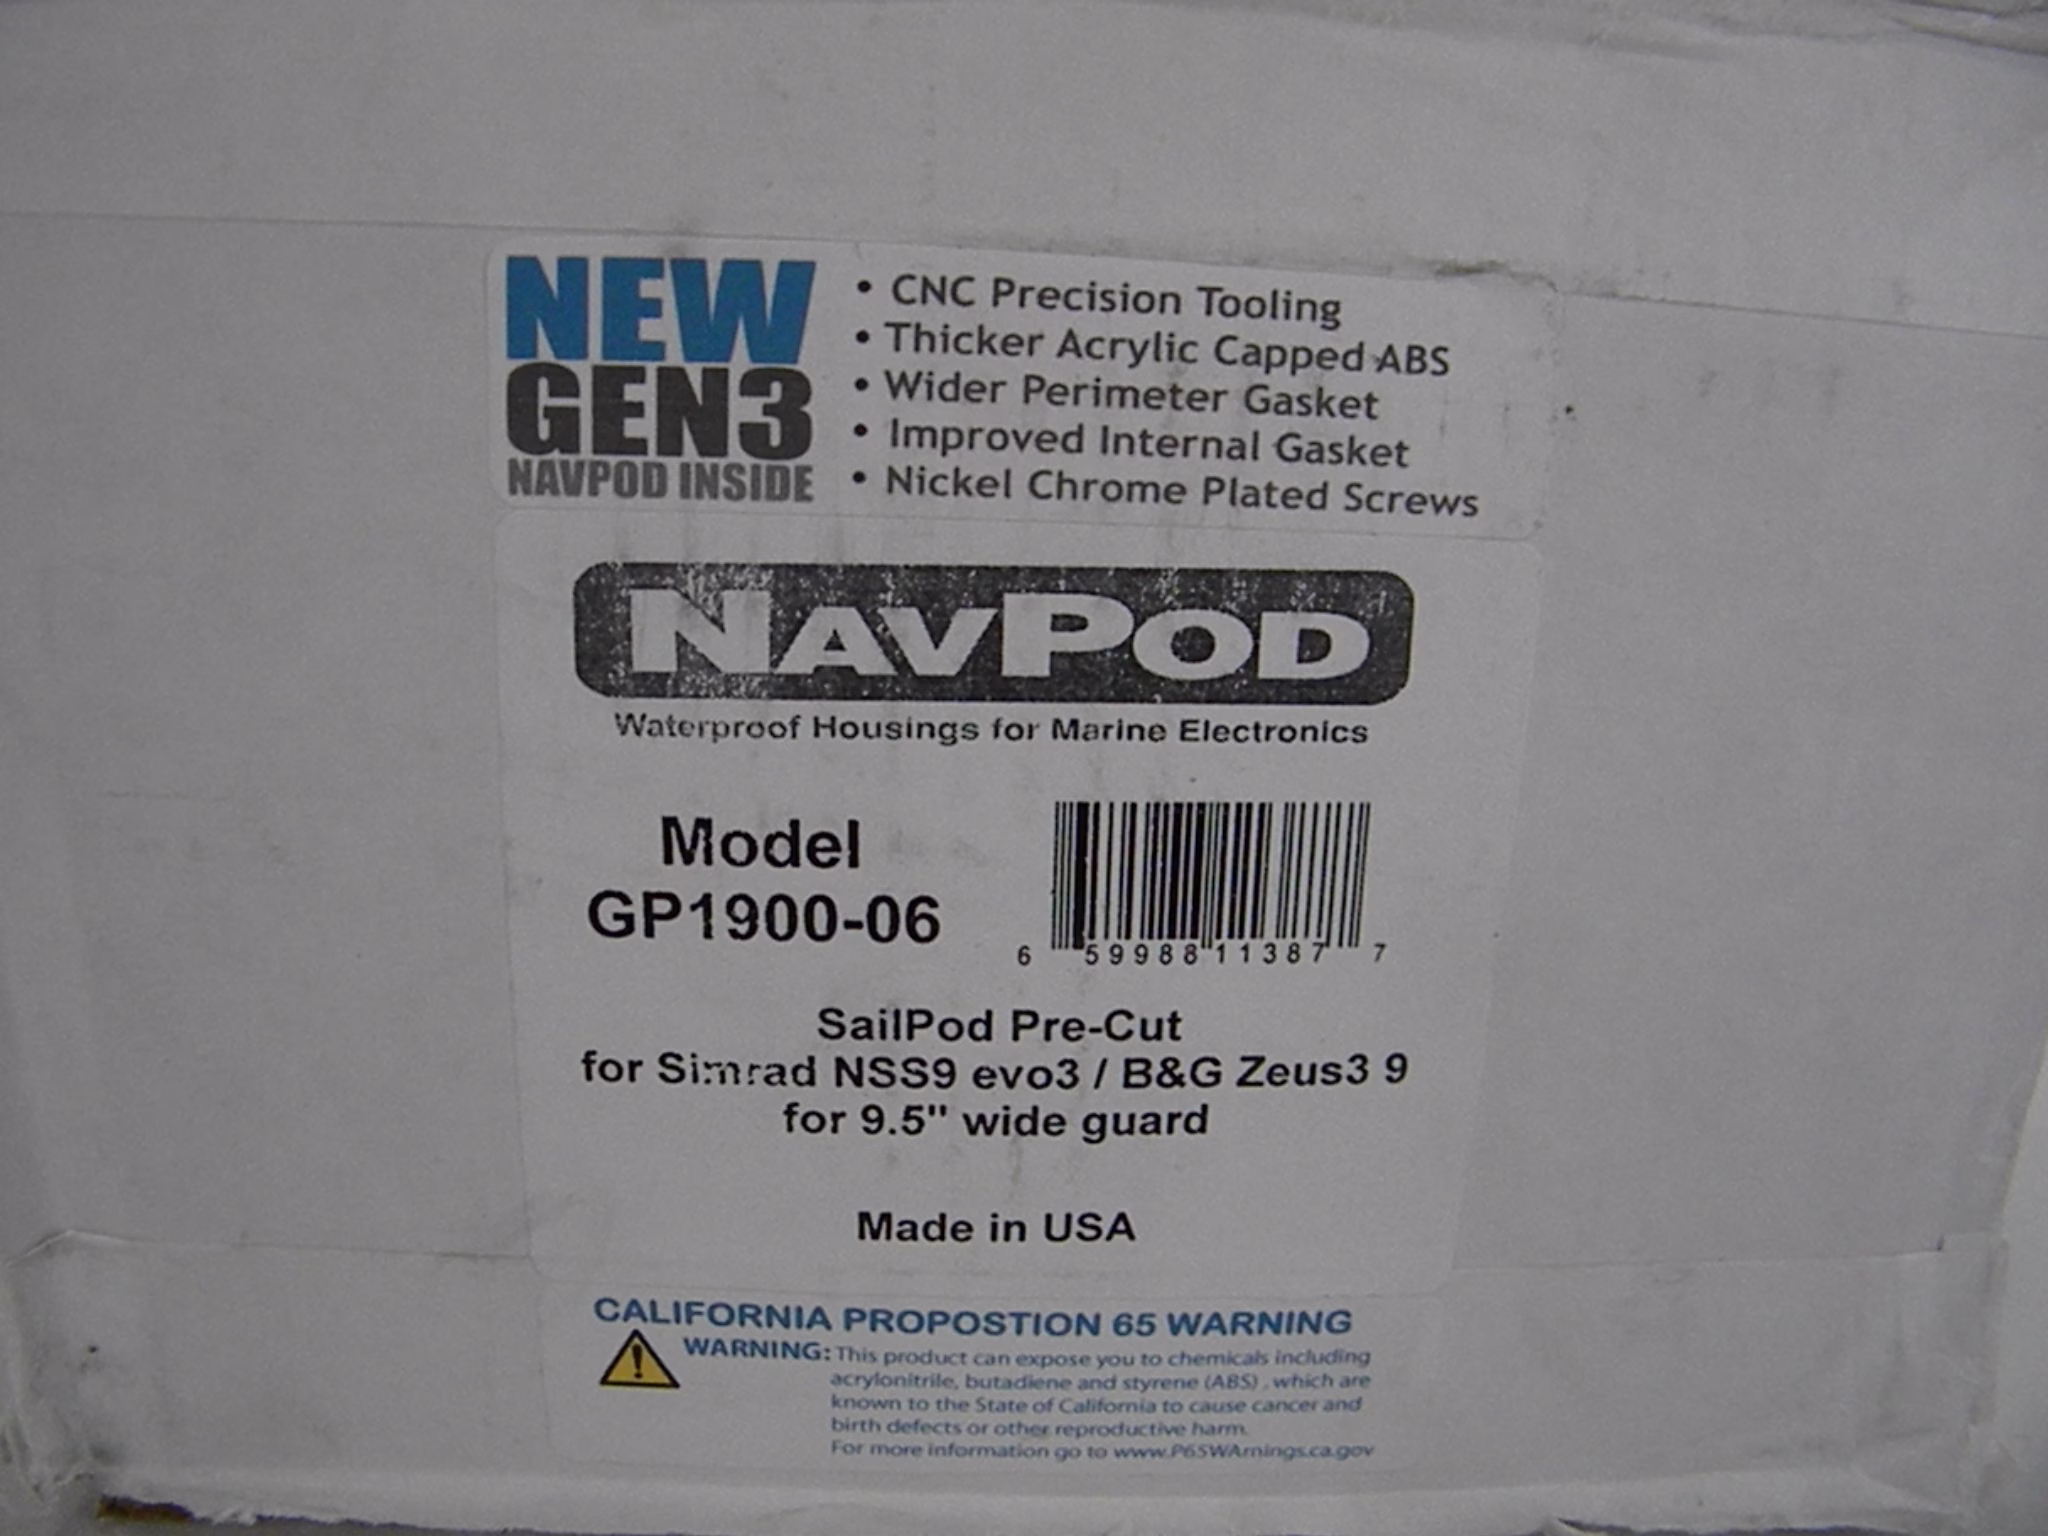 NEW
GEN3
NAVPOD INSIDE
• CNC Precision Tooling
• Thicker Acrylic Capped ABS
• Wider Perimeter Gasket
• Improved Internal Gasket
• Nickel Chrome Plated Screws
NAVPOD
Waterproof Housings for Marine Electronics
Model
GP1900-06
6 59988 11387 7
SailPod Pre-Cut
for Simrad NSS9 evo3 / B&G Zeus3 9
for 9.5" wide guard
Made in USA
CALIFORNIA PROPOSTION 65 WARNING
WARNING: This product can expose you to chemicals including
acrylonitrile, butadiene and styrene (ABS) , which are
known to the State of California to cause cancer and
birth defects or other reproductive harm.
For more information go to www.P65WArnings.ca.gov